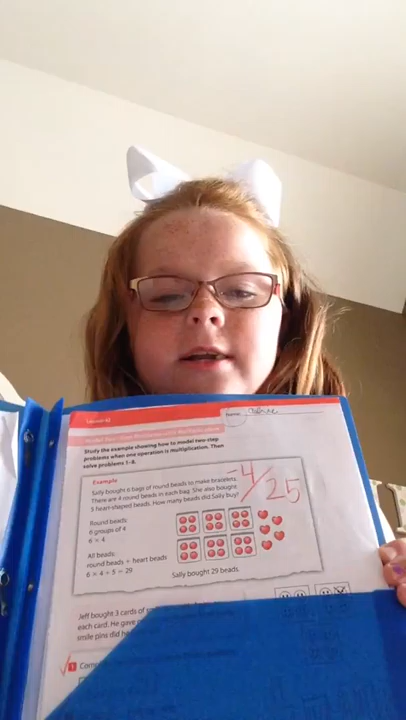 Name:
Study the example showing how to model two-step
problems when one operation is multiplication. Then
solve problems 1–8.
Example
Sally bought 6 bags of round beads to make bracelets.
There are 4 round beads in each bag. She also bought
5 heart-shaped beads. How many beads did Sally buy?
-4/25
Round beads:
6 groups of 4
6 × 4
All beads:
round beads + heart beads
6 × 4 + 5 = 29
Sally bought 29 beads.
Jeff bought 3 cards of
each card. He gave
smile pins did he
1